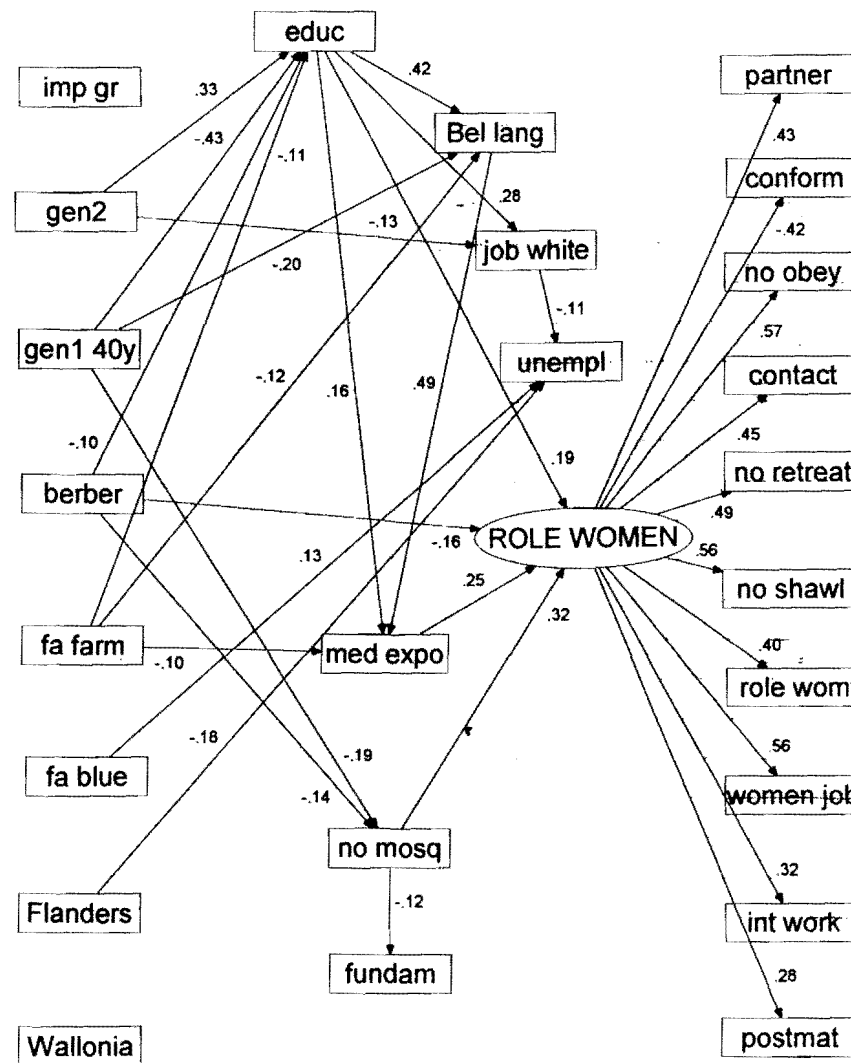 educ
imp gr
.33
.42
partner
-.43
-.11
Bel lang
.43
conform
gen2
-.13
.28
job white
-.42
no obey
-.20
-.11
gen1 40y
unempl
.57
contact
-.12
.16
.49
.45
-.10
.19
no retreat
berber
.49
ROLE WOMEN
-.16
.56
.13
.25
no shawl
.32
fa farm
med expo
.40
-.10
role wom
-.18
.56
fa blue
-.19
women job
-.14
no mosq
.32
Flanders
-.12
int work
fundam
.28
Wallonia
postmat